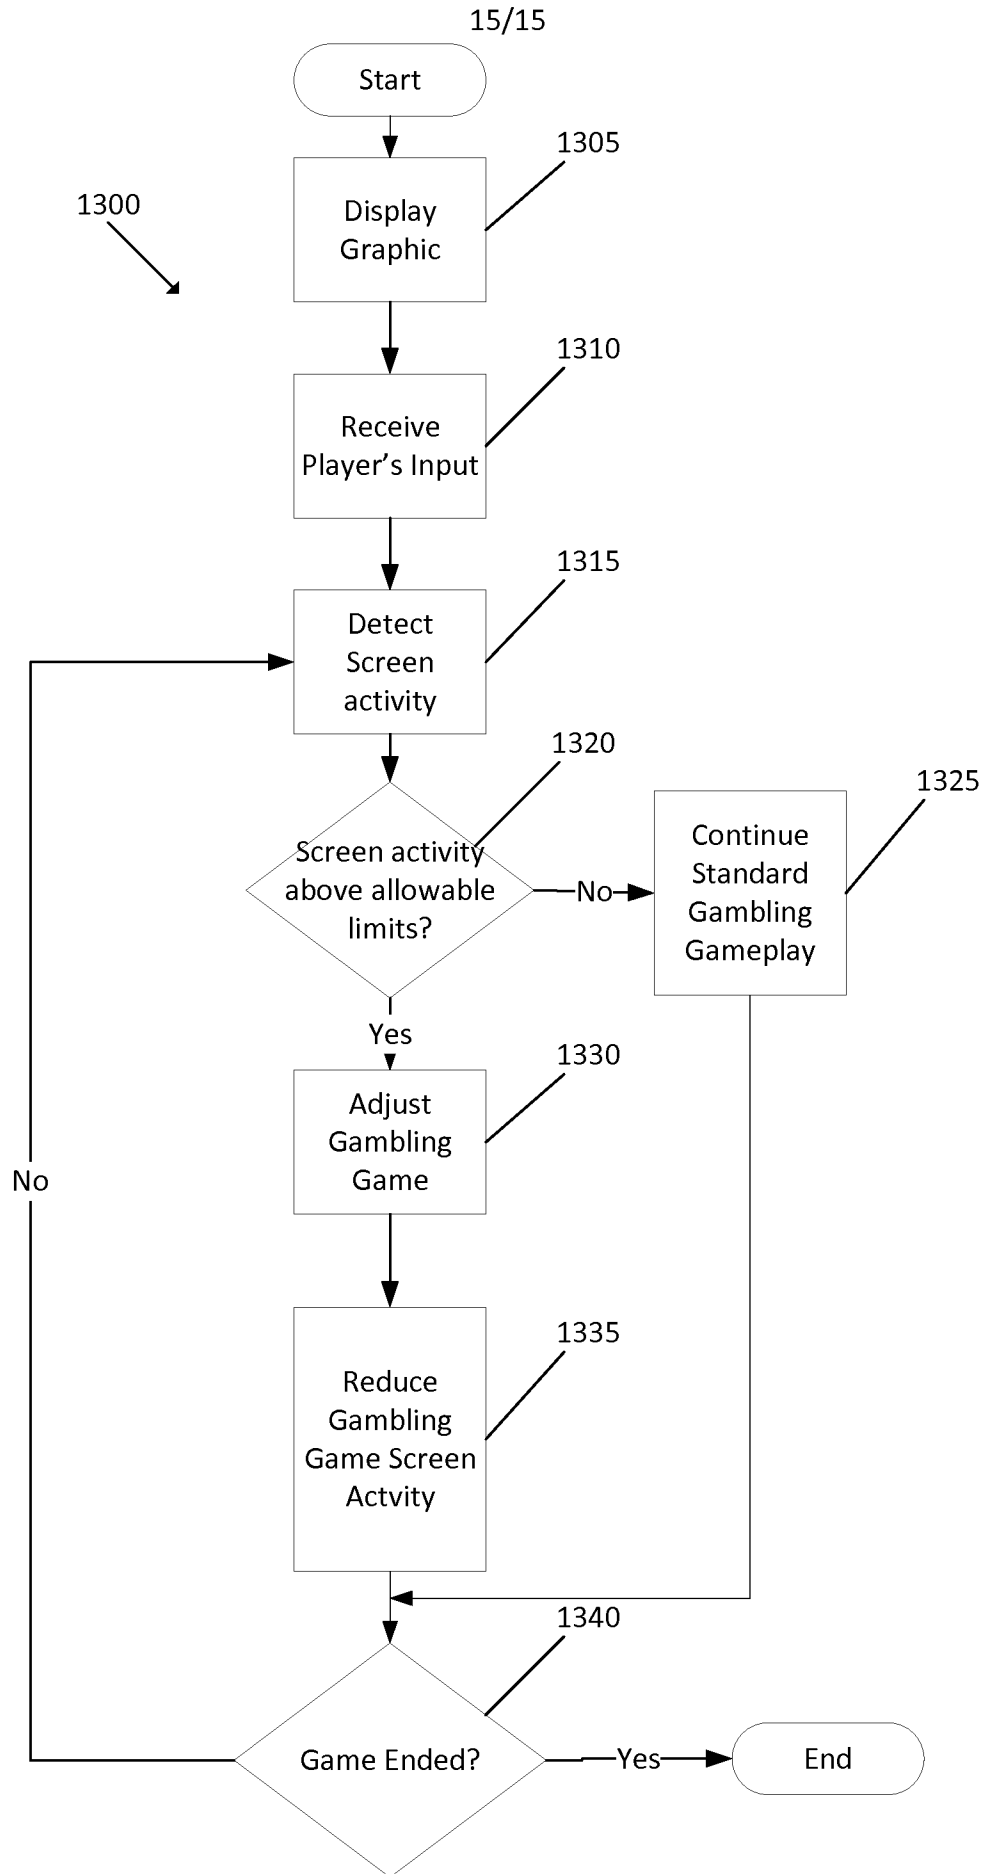 15/15
Start
1305
1300
Display
Graphic
1310
Receive
Player’s Input
1315
Detect
Screen
activity
1320
1325
Screen activity
above allowable
limits?
No
Continue
Standard
Gambling
Gameplay
Yes
1330
Adjust
Gambling
Game
No
1335
Reduce
Gambling
Game Screen
Actvity
1340
Game Ended?
Yes
End